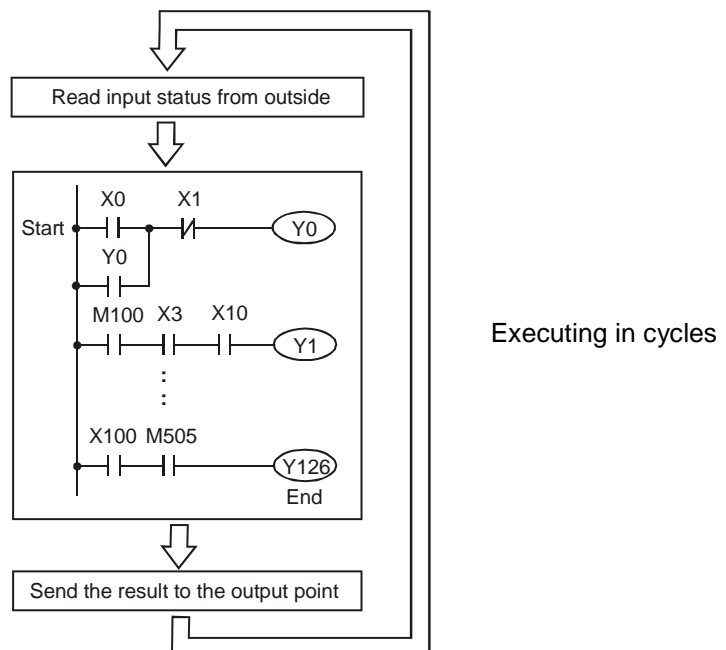 Read input status from outside
X0 X1
Start Y0
Y0
M100 X3 X10
Y1
X100 M505
Y126
End
Send the result to the output point
Executing in cycles